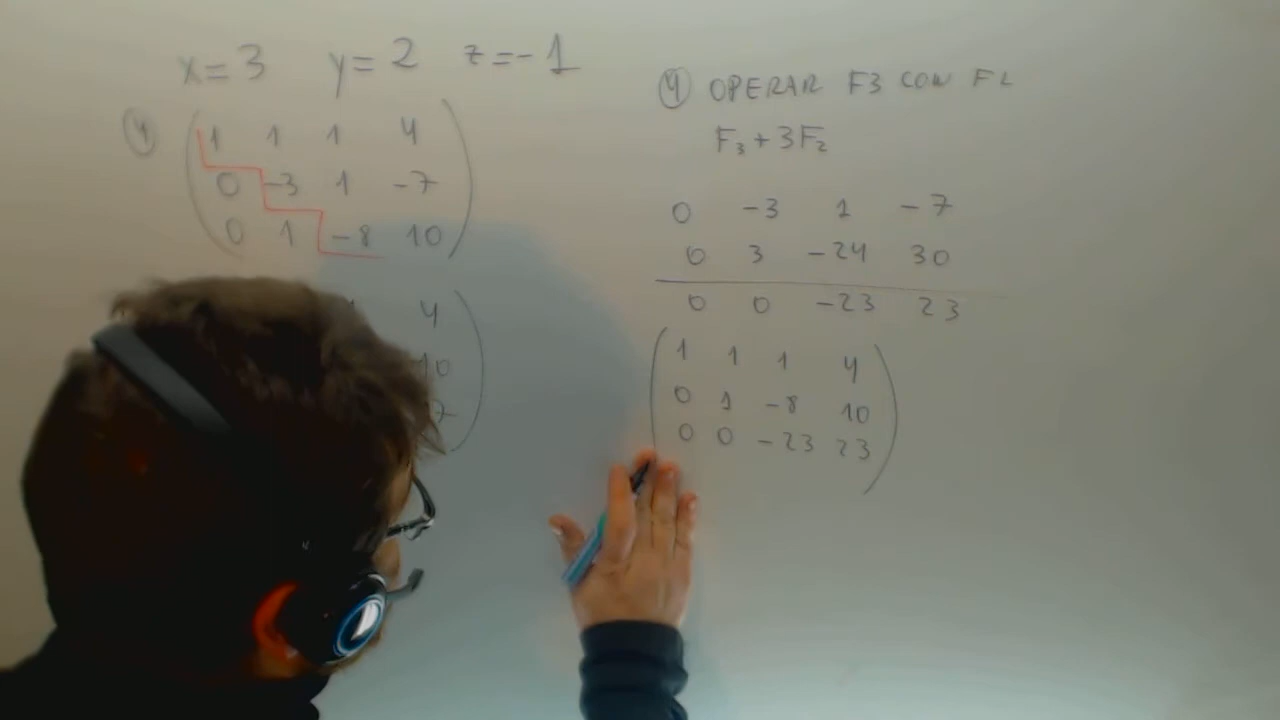 x=3 y=2 z=-1
④
1 1 1 4
0 -3 1 -7
0 1 -8 10
4
10
④ OPERAR F3 CON F2
F₃+3F₂
0 -3 1 -7
0 3 -24 30
0 0 -23 23
1 1 1 4
0 1 -8 10
0 0 -23 23